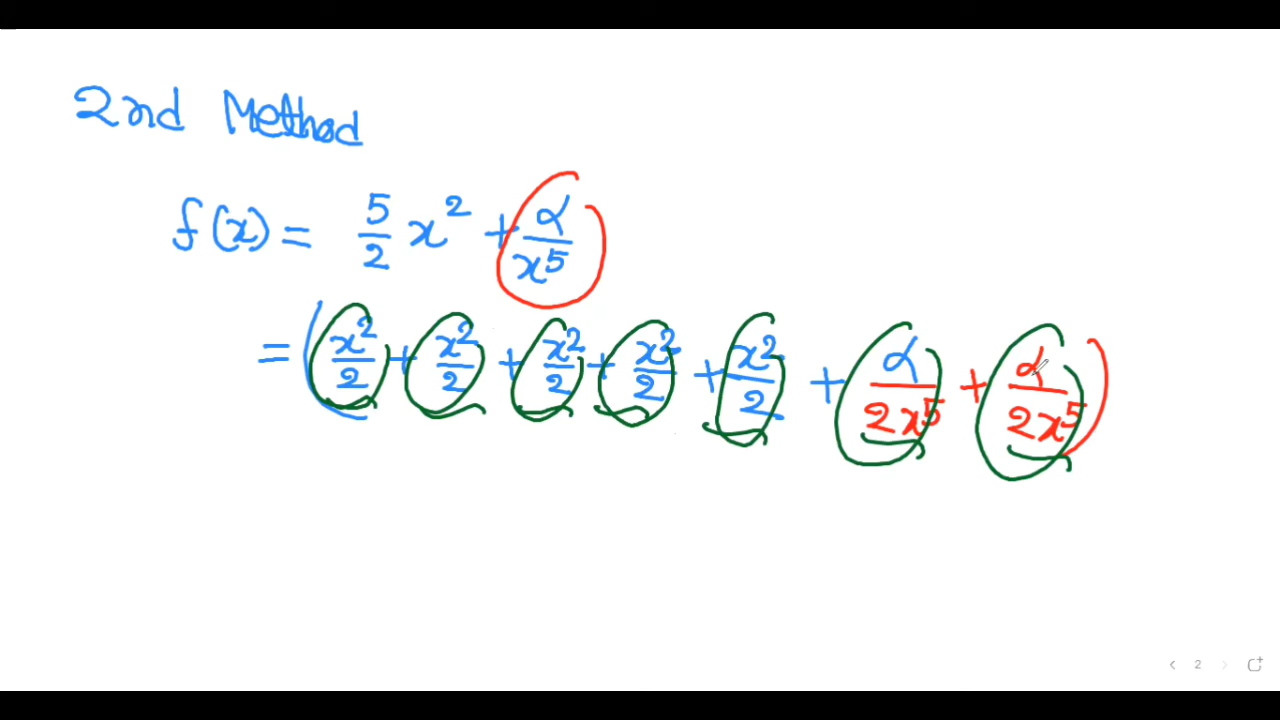 2nd Method
f(x) = 5/2 x² + α/x⁵
= (x²/2 + x²/2 + x²/2 + x²/2 + x²/2 + α/2x⁵ + α/2x⁵)
2